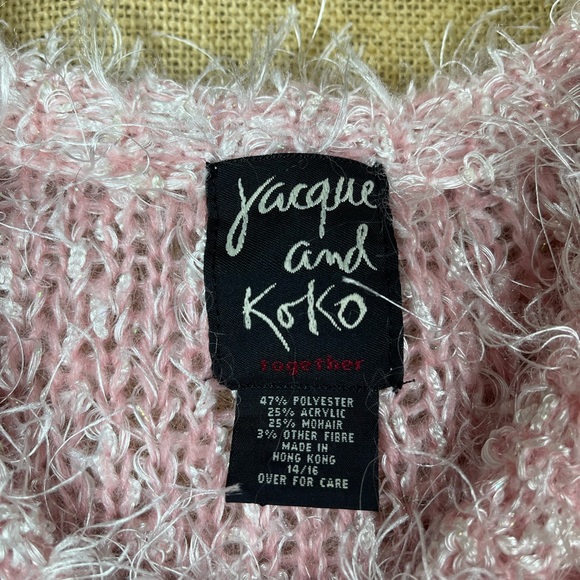 Jacque
and
KoKo
together
47% POLYESTER
25% ACRYLIC
25% MOHAIR
3% OTHER FIBRE
MADE IN
HONG KONG
14/16
OVER FOR CARE